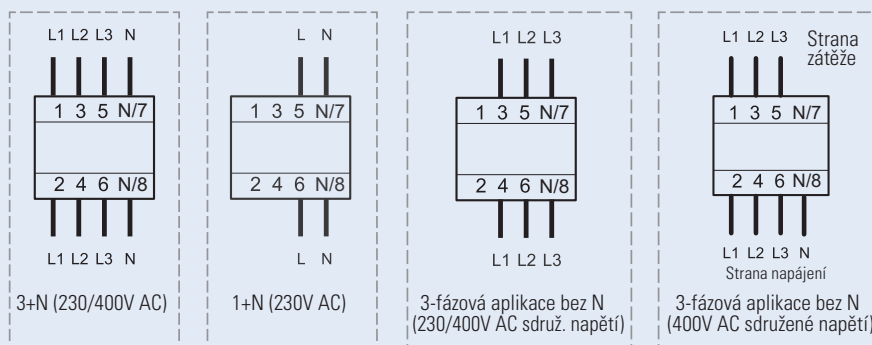 L1 L2 L3 N
1 3 5 N/7
2 4 6 N/8
L1 L2 L3 N
3+N (230/400V AC)
L N
1 3 5 N/7
2 4 6 N/8
L N
1+N (230V AC)
L1 L2 L3
1 3 5 N/7
2 4 6 N/8
L1 L2 L3
3-fázová aplikace bez N
(230/400V AC sdruž. napětí)
L1 L2 L3
Strana
zátěže
1 3 5 N/7
2 4 6 N/8
L1 L2 L3 N
Strana napájení
3-fázová aplikace bez N
(400V AC sdružené napětí)